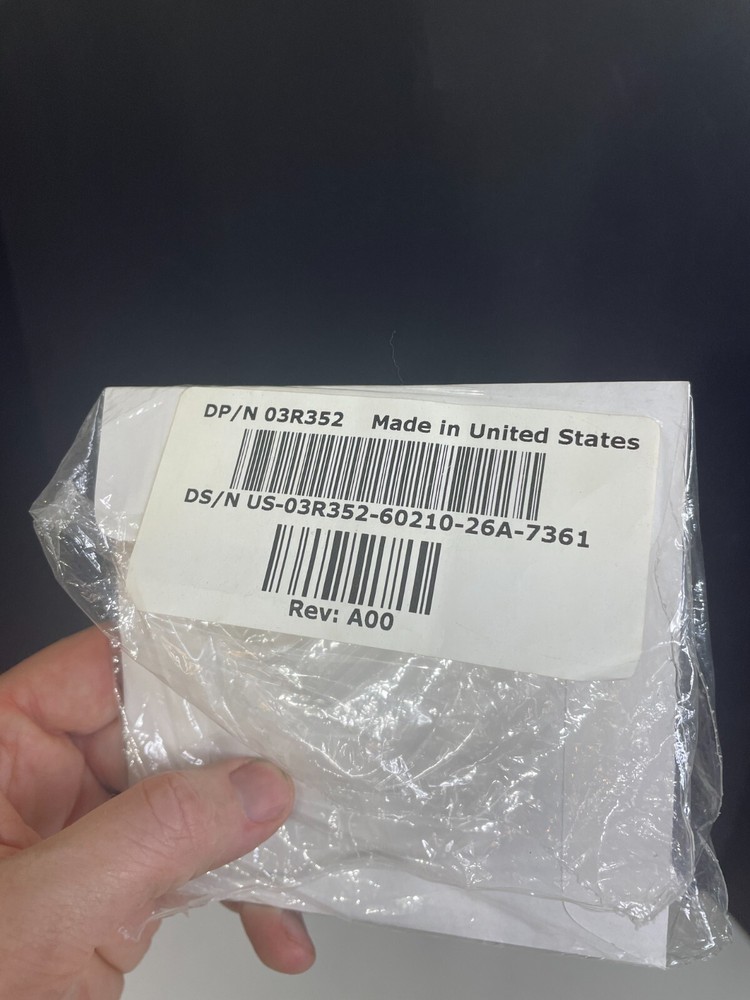 DP/N 03R352 Made in United States
DS/N US-03R352-60210-26A-7361
Rev: A00